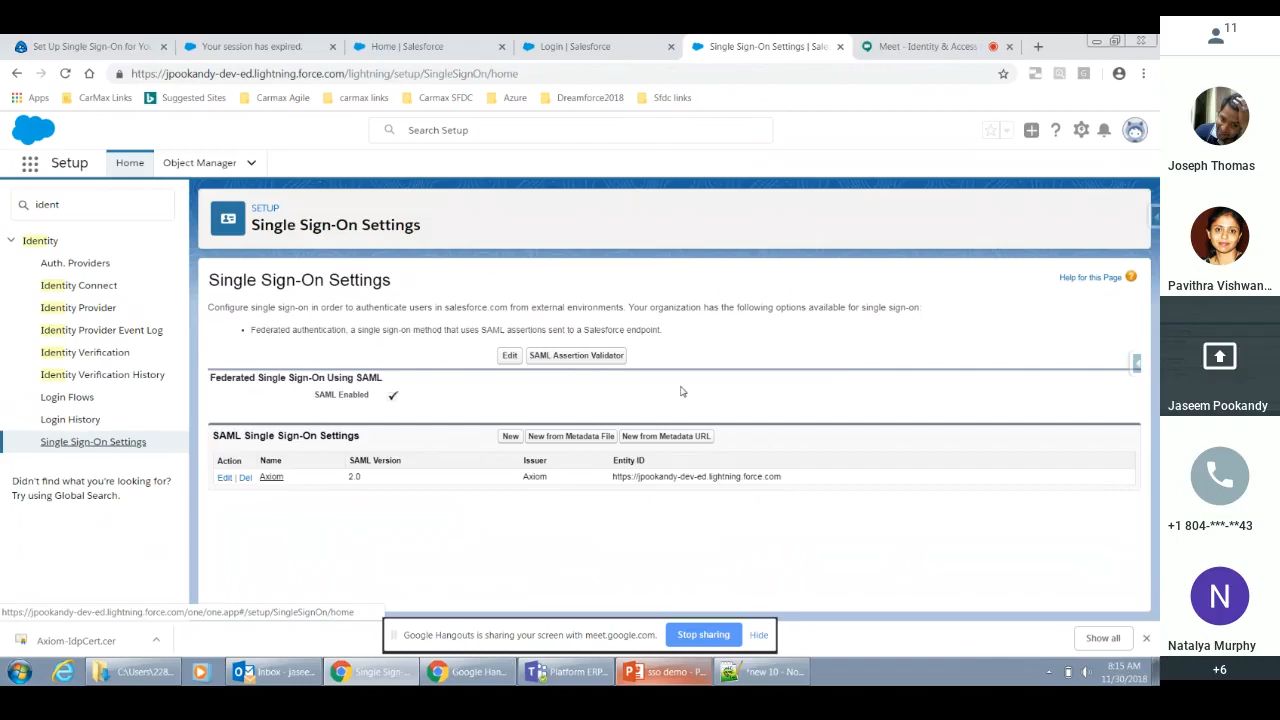 Set Up Single Sign-On for Yo
Your session has expired.
Home | Salesforce
Login | Salesforce
Single Sign-On Settings | Sale
Meet - Identity & Access
https://jpookandy-dev-ed.lightning.force.com/lightning/setup/SingleSignOn/home
Apps
CarMax Links
Suggested Sites
Carmax Agile
carmax links
Carmax SFDC
Azure
Dreamforce2018
Sfdc links
Search Setup
Setup
Home
Object Manager
ident
Identity
Auth. Providers
Identity Connect
Identity Provider
Identity Provider Event Log
Identity Verification
Identity Verification History
Login Flows
Login History
Single Sign-On Settings
Didn't find what you're looking for?
Try using Global Search.
SETUP
Single Sign-On Settings
Single Sign-On Settings
Help for this Page
Configure single sign-on in order to authenticate users in salesforce.com from external environments. Your organization has the following options available for single sign-on:
• Federated authentication, a single sign-on method that uses SAML assertions sent to a Salesforce endpoint.
Edit
SAML Assertion Validator
Federated Single Sign-On Using SAML
SAML Enabled
SAML Single Sign-On Settings
New
New from Metadata File
New from Metadata URL
Action
Name
SAML Version
Issuer
Entity ID
Edit | Del
Axiom
2.0
Axiom
https://jpookandy-dev-ed.lightning.force.com
https://jpookandy-dev-ed.lightning.force.com/one/one.app#/setup/SingleSignOn/home
Axiom-IdpCert.cer
Google Hangouts is sharing your screen with meet.google.com.
Stop sharing
Hide
Show all
C:\Users\228...
Inbox - jasee...
Single Sign-...
Google Han...
Platform ERP...
sso demo - P...
*new 10 - No...
8:15 AM
11/30/2018
11
Joseph Thomas
Pavithra Vishwan...
Jaseem Pookandy
+1 804-***-**43
N
Natalya Murphy
+6